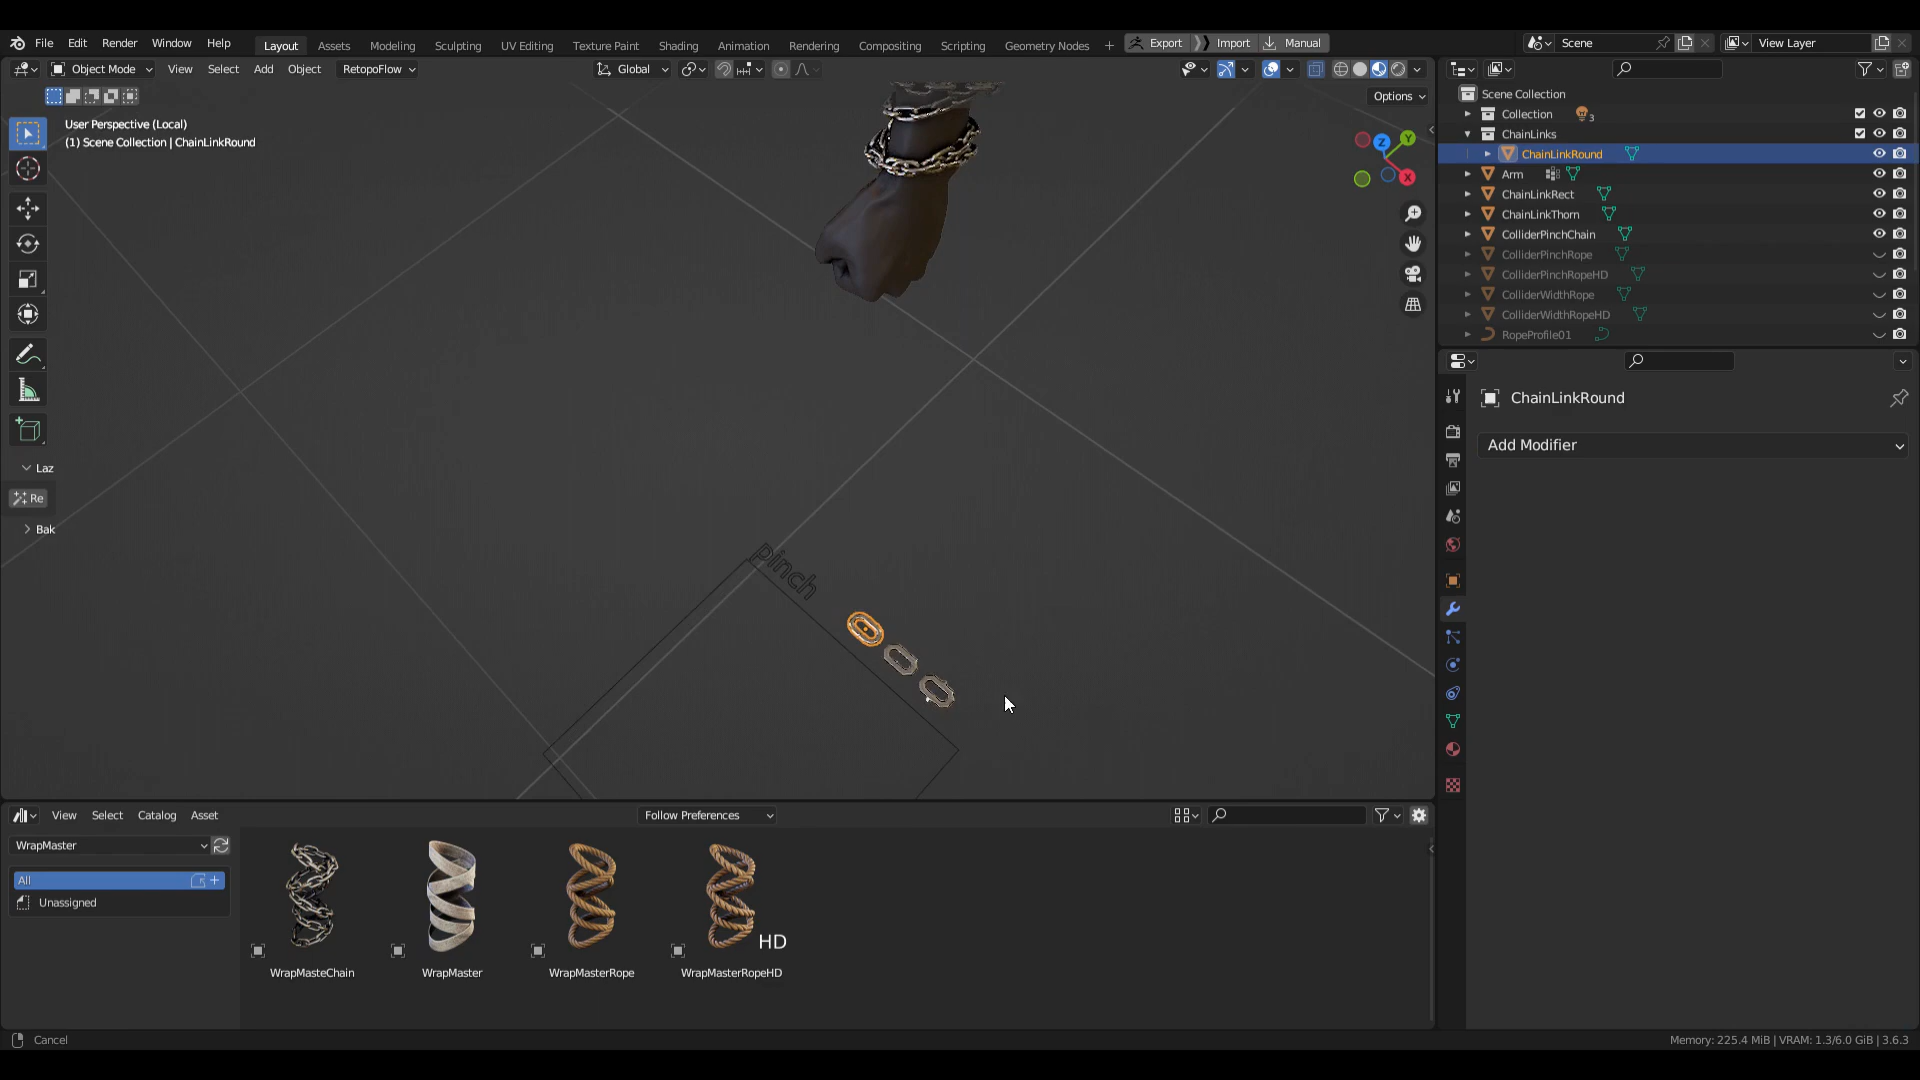 File Edit Render Window Help Layout Assets Modeling Sculpting UV Editing Texture Paint Shading Animation Rendering Compositing Scripting Geometry Nodes + Export Import Manual Scene View Layer
Object Mode View Select Add Object RetopoFlow Global
Options
User Perspective (Local)
(1) Scene Collection | ChainLinkRound
Z Y X
Laz
Re
Bak
pinch
Scene Collection
Collection 3
ChainLinks
ChainLinkRound
Arm
ChainLinkRect
ChainLinkThorn
ColliderPinchChain
ColliderPinchRope
ColliderPinchRopeHD
ColliderWidthRope
ColliderWidthRopeHD
RopeProfile01
ChainLinkRound
Add Modifier
View Select Catalog Asset Follow Preferences
WrapMaster
All
Unassigned
HD
WrapMasteChain WrapMaster WrapMasterRope WrapMasterRopeHD
Cancel
Memory: 225.4 MiB | VRAM: 1.3/6.0 GiB | 3.6.3